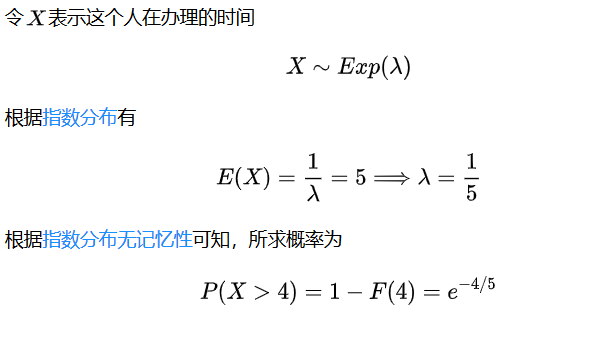 令 X 表示这个人在办理的时间
X ∼ Exp(λ)
根据指数分布有
E(X) = 1/λ = 5 ⟹ λ = 1/5
根据指数分布无记忆性可知，所求概率为
P(X > 4) = 1 − F(4) = e^{−4/5}